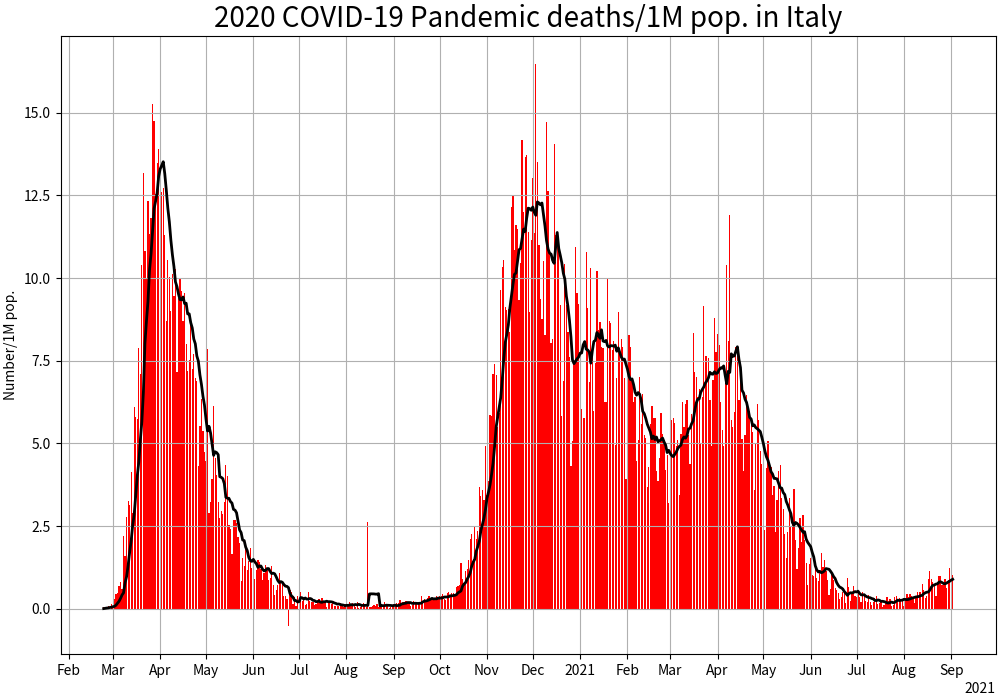 2020 COVID-19 Pandemic deaths/1M pop. in Italy
Number/1M pop.
15.0
12.5
10.0
7.5
5.0
2.5
0.0
Feb Mar Apr May Jun Jul Aug Sep Oct Nov Dec 2021 Feb Mar Apr May Jun Jul Aug Sep
2021